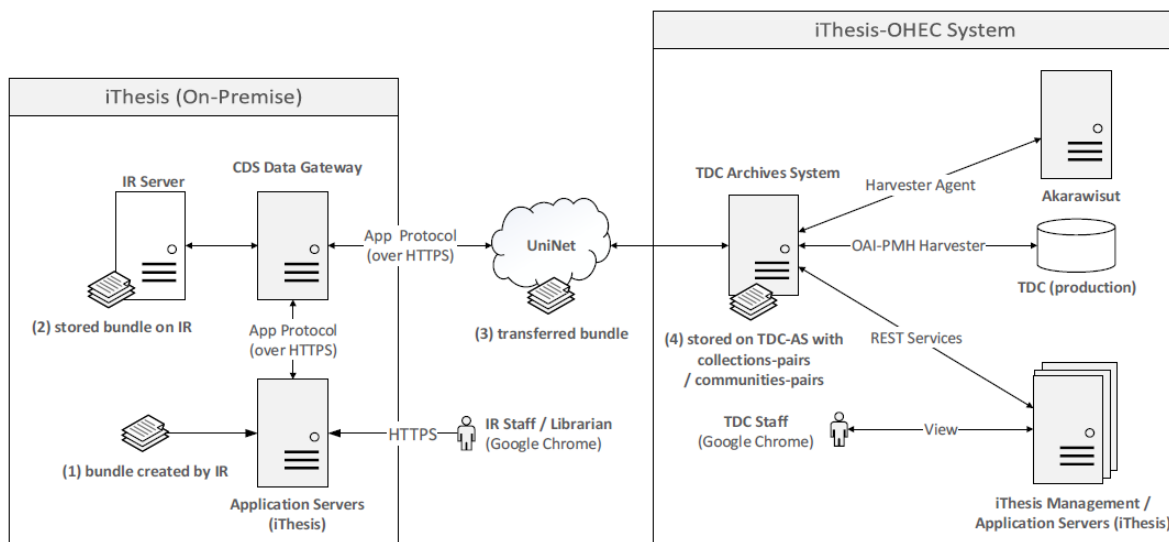 iThesis-OHEC System
iThesis (On-Premise)
CDS Data Gateway
IR Server
TDC Archives System
Harvester Agent
Akarawisut
App Protocol
(over HTTPS)
UniNet
OAI-PMH Harvester
TDC (production)
(2) stored bundle on IR
(3) transferred bundle
App Protocol
(over HTTPS)
(4) stored on TDC-AS with
collections-pairs
/ communities-pairs
REST Services
(1) bundle created by IR
HTTPS
IR Staff / Librarian
(Google Chrome)
TDC Staff
(Google Chrome)
View
Application Servers
(iThesis)
iThesis Management /
Application Servers (iThesis)